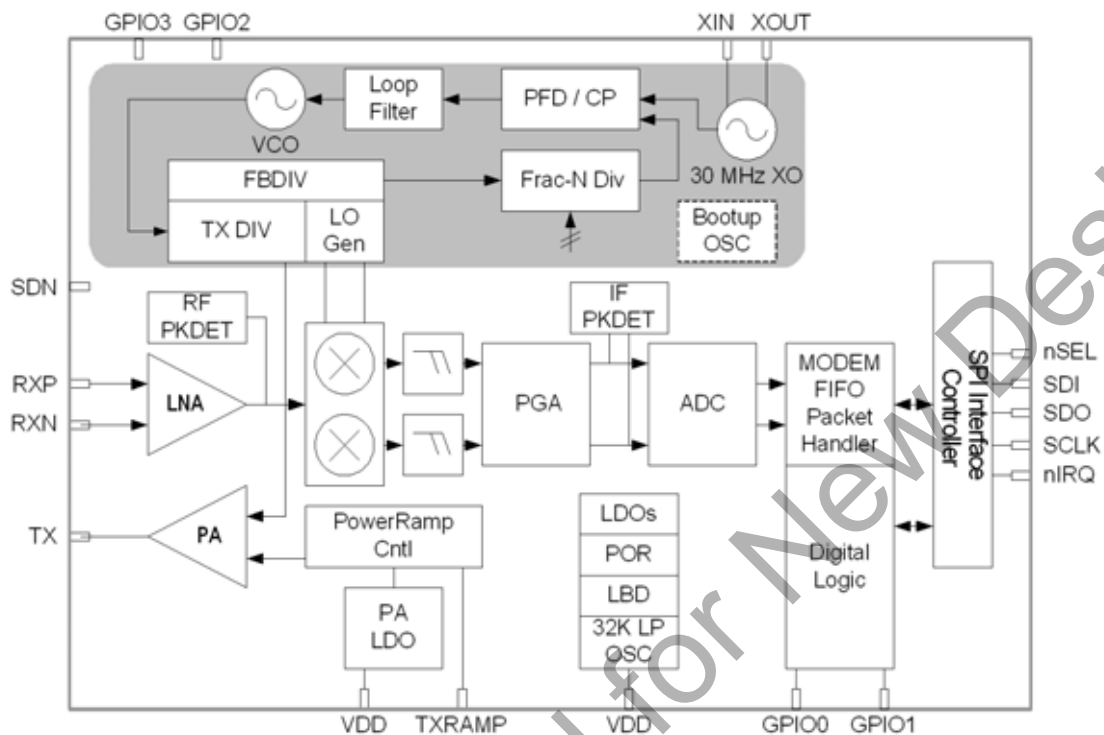 GPIO3 GPIO2
XIN XOUT
Loop
Filter
PFD / CP
VCO
30 MHz XO
FBDIV
Frac-N Div
TX DIV
LO
Gen
Bootup
OSC
SDN
RF
PKDET
IF
PKDET
RXP
RXN
LNA
PGA
ADC
MODEM
FIFO
Packet
Handler
SPI Interface
Controller
nSEL
SDI
SDO
SCLK
nIRQ
TX
PA
PowerRamp
Cntl
PA
LDO
LDOs
POR
LBD
32K LP
OSC
Digital
Logic
VDD
TXRAMP
VDD
GPIO0
GPIO1
for New Des